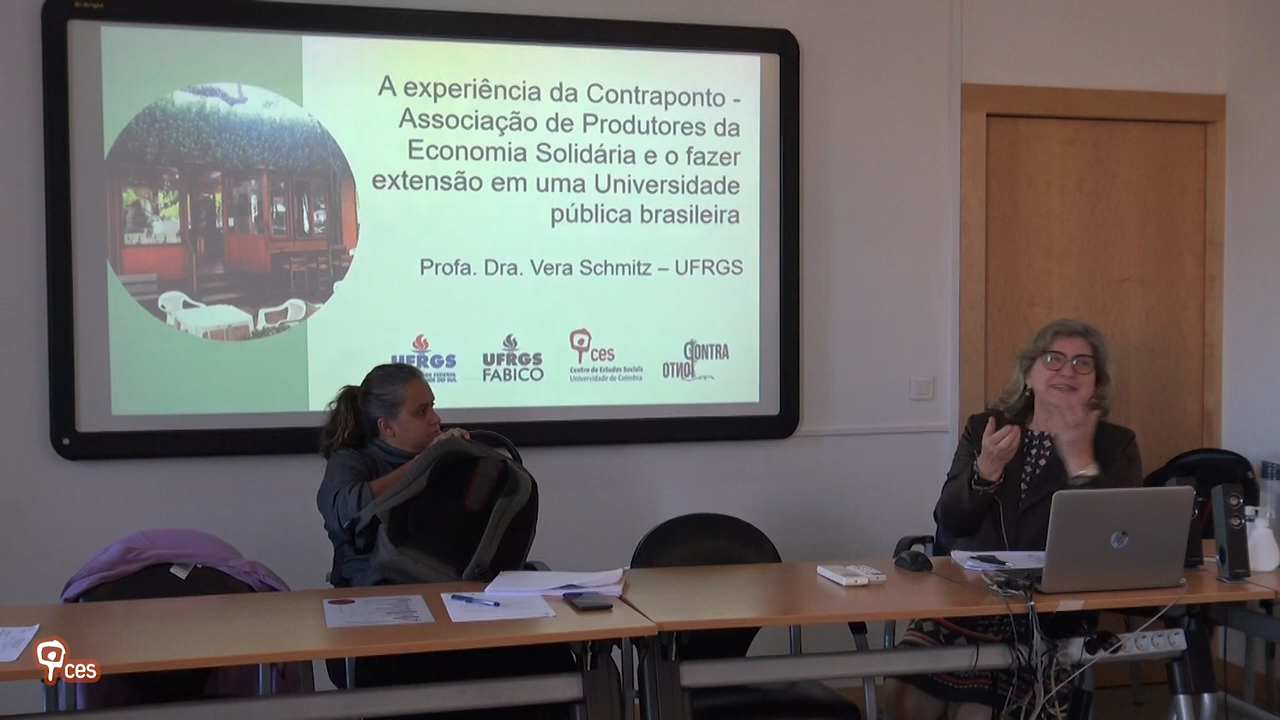 A experiência da Contraponto -
Associação de Produtores da
Economia Solidária e o fazer
extensão em uma Universidade
pública brasileira
Profa. Dra. Vera Schmitz – UFRGS
UFRGS
UFRGS
FABICO
ces
Centro de Estudos Sociais
Universidade de Coimbra
CONTRA
PONTO
ces